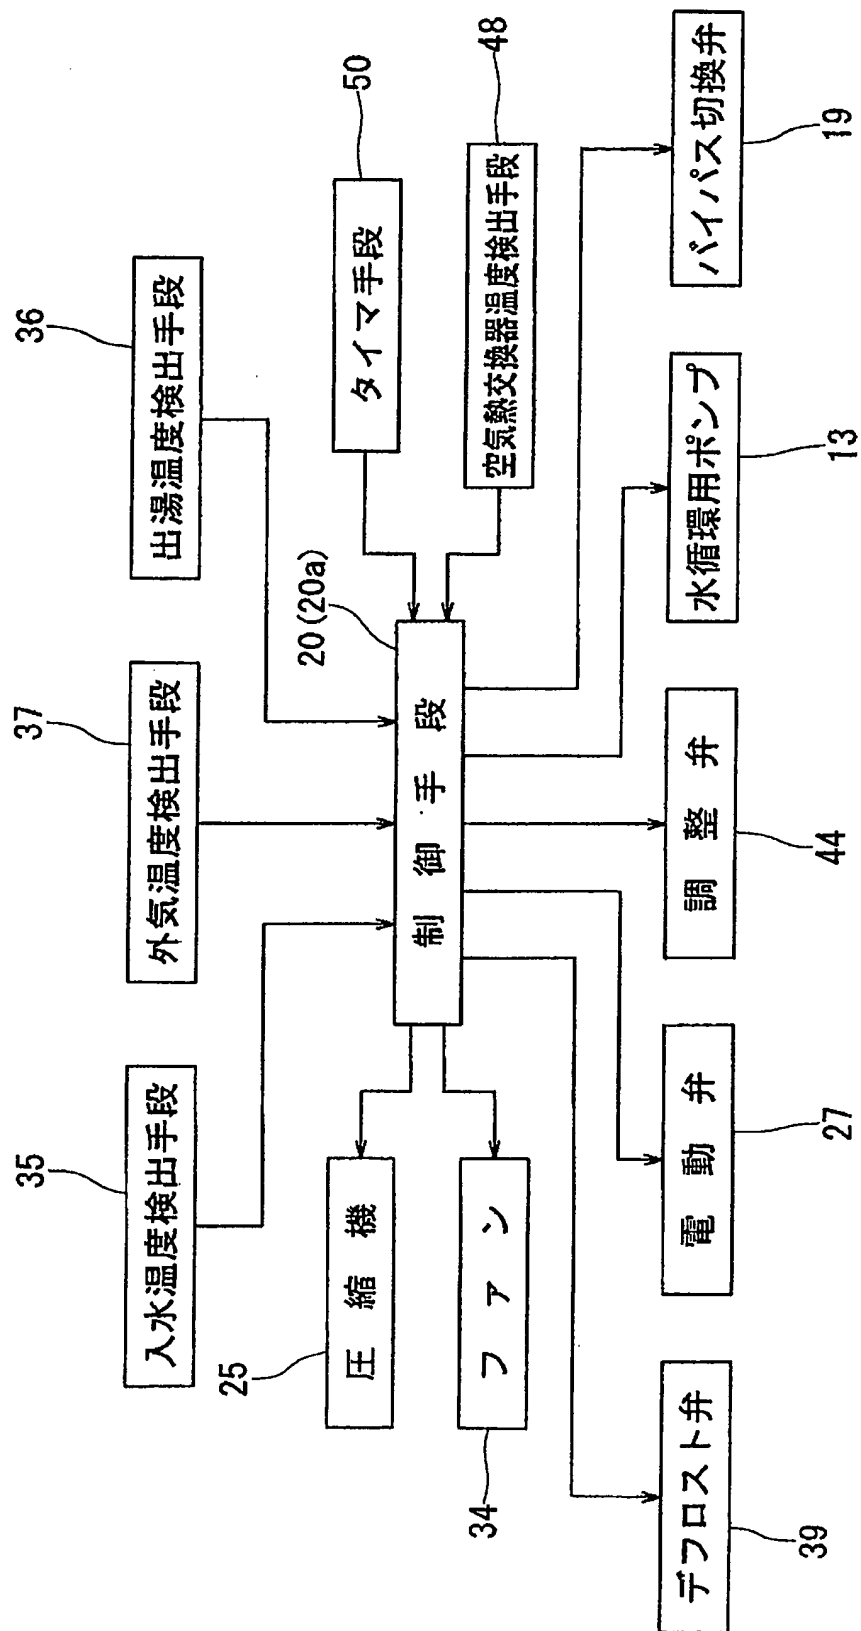 35
入水温度検出手段
37
外気温度検出手段
36
出湯温度検出手段
50
タイマ手段
48
空気熱交換器温度検出手段
20(20a)
制御手段
25
圧縮機
34
ファン
39
デフロスト弁
27
電動弁
44
調整弁
13
水循環用ポンプ
19
バイパス切換弁